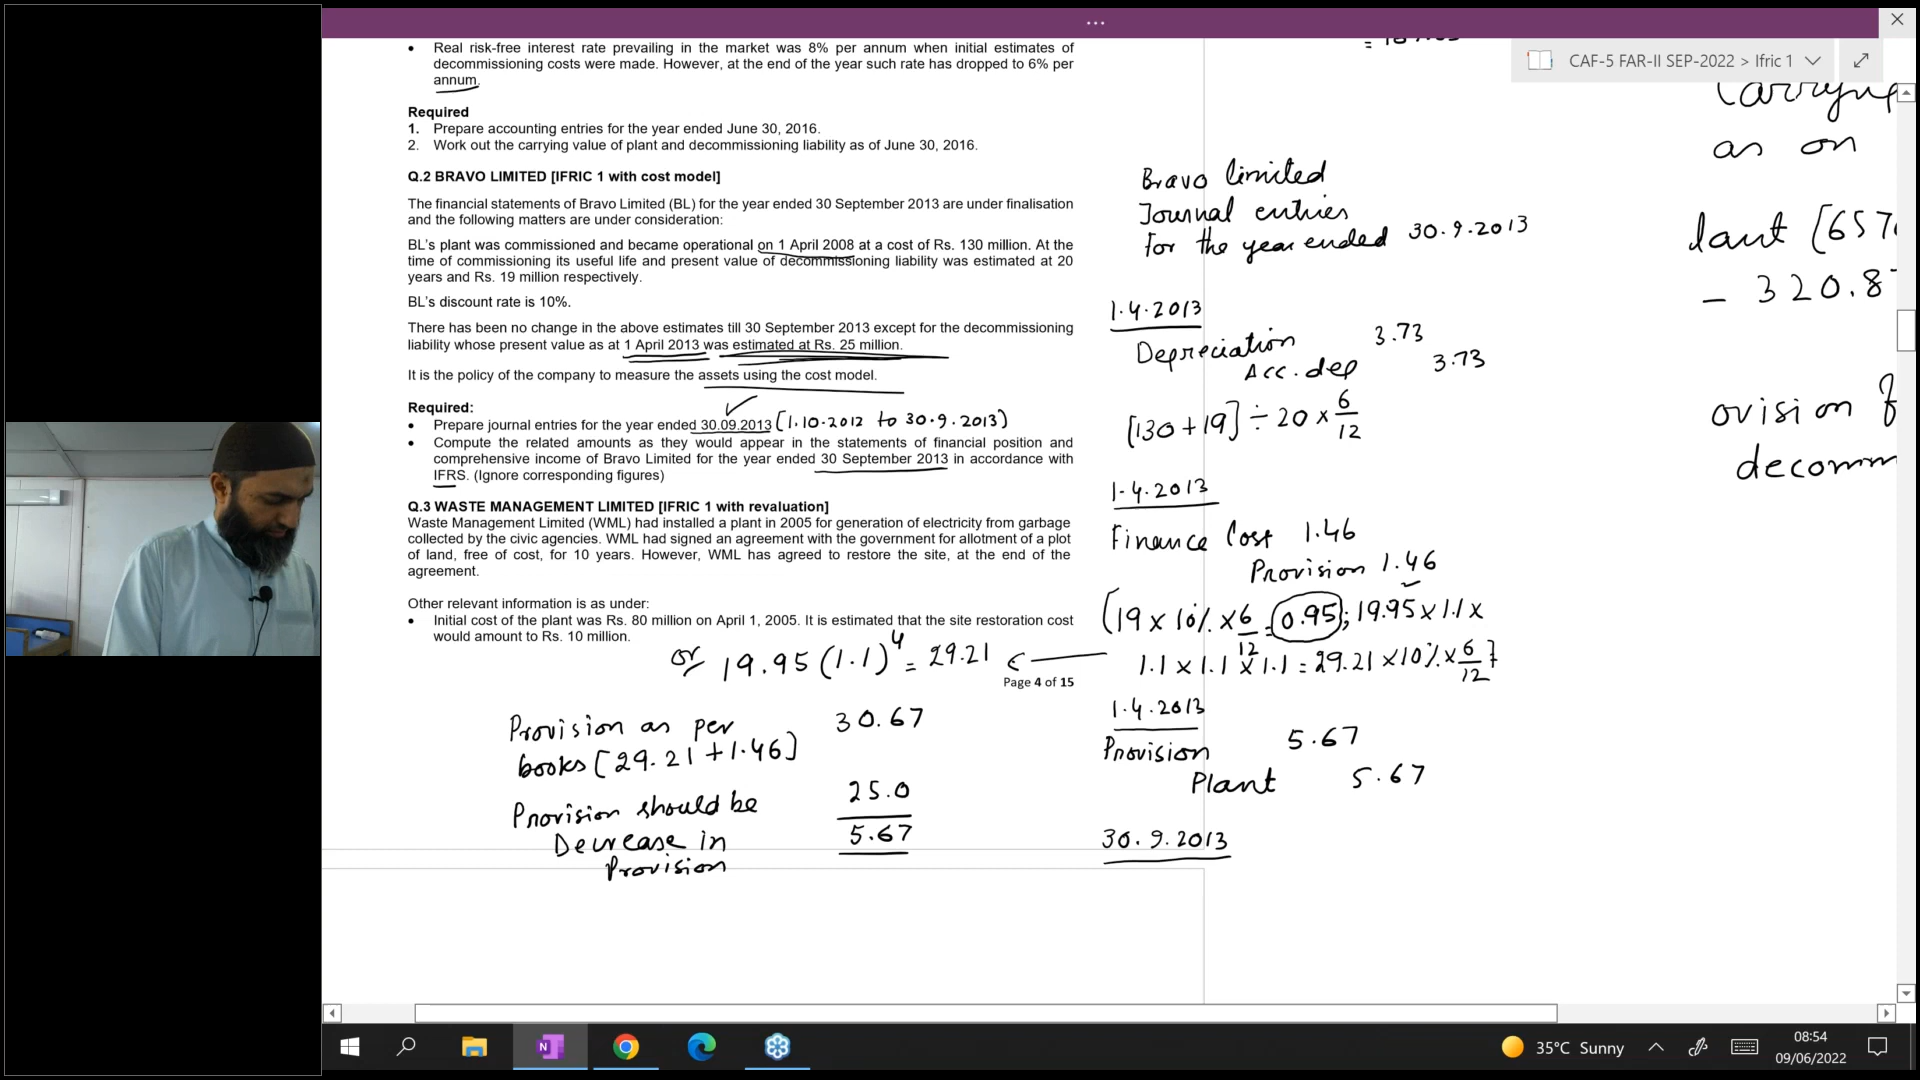 CAF-5 FAR-II SEP-2022 > Ifric 1
• Real risk-free interest rate prevailing in the market was 8% per annum when initial estimates of
decommissioning costs were made. However, at the end of the year such rate has dropped to 6% per
annum.
Required
1. Prepare accounting entries for the year ended June 30, 2016.
2. Work out the carrying value of plant and decommissioning liability as of June 30, 2016.
Q.2 BRAVO LIMITED [IFRIC 1 with cost model]
The financial statements of Bravo Limited (BL) for the year ended 30 September 2013 are under finalisation
and the following matters are under consideration:
BL's plant was commissioned and became operational on 1 April 2008 at a cost of Rs. 130 million. At the
time of commissioning its useful life and present value of decommissioning liability was estimated at 20
years and Rs. 19 million respectively.
BL's discount rate is 10%.
There has been no change in the above estimates till 30 September 2013 except for the decommissioning
liability whose present value as at 1 April 2013 was estimated at Rs. 25 million.
It is the policy of the company to measure the assets using the cost model.
Required:
• Prepare journal entries for the year ended 30.09.2013 (1.10.2012 to 30.9.2013)
• Compute the related amounts as they would appear in the statements of financial position and
comprehensive income of Bravo Limited for the year ended 30 September 2013 in accordance with
IFRS. (Ignore corresponding figures)
Q.3 WASTE MANAGEMENT LIMITED [IFRIC 1 with revaluation]
Waste Management Limited (WML) had installed a plant in 2005 for generation of electricity from garbage
collected by the civic agencies. WML had signed an agreement with the government for allotment of a plot
of land, free of cost, for 10 years. However, WML has agreed to restore the site, at the end of the
agreement.
Other relevant information is as under:
• Initial cost of the plant was Rs. 80 million on April 1, 2005. It is estimated that the site restoration cost
would amount to Rs. 10 million.
or 19.95 (1.1)^4 = 29.21
Page 4 of 15
Provision as per 30.67
books [29.21 + 1.46]
Provision should be 25.0
Decrease in 5.67
Provision
Bravo limited
Journal entries
For the year ended 30.9.2013
1.4.2013
Depreciation 3.73
Acc. dep 3.73
[130 + 19] ÷ 20 × 6/12
1.4.2013
Finance Cost 1.46
Provision 1.46
(19 × 10% × 6/12 = 0.95; 19.95 × 1.1 ×
1.1 × 1.1 × 1.1 = 29.21 × 10% × 6/12}
1.4.2013
Provision 5.67
Plant 5.67
30.9.2013
Carrying
as on
lant [657
- 320.8
ovision f
decomm
35°C Sunny
08:54
09/06/2022